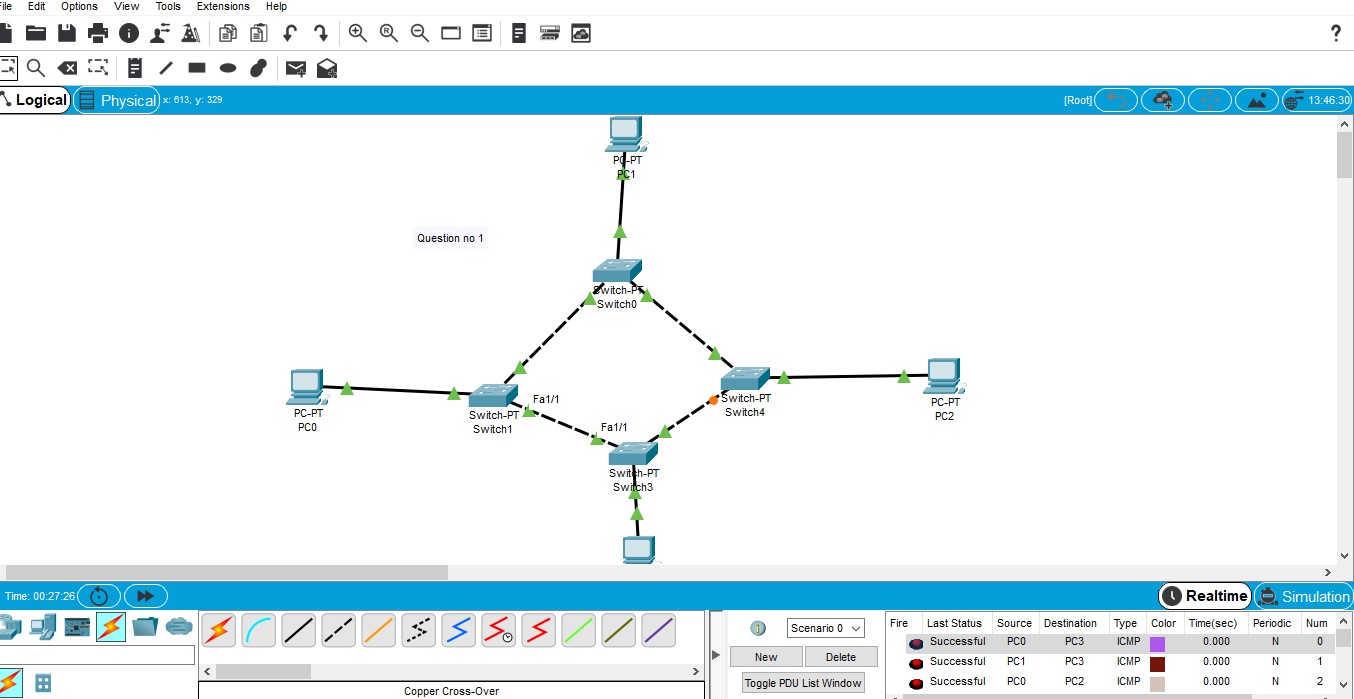 File Edit Options View Tools Extensions Help
?
Logical Physical x: 613, y: 329 [Root] 13:46:30
PC-PT
PC1
Question no 1
Switch-PT
Switch0
PC-PT
PC0
Fa1/1
Switch-PT
Switch1
Fa1/1
Switch-PT
Switch4
PC-PT
PC2
Switch-PT
Switch3
Time: 00:27:26 Realtime Simulation
Scenario 0
New Delete
Toggle PDU List Window
Copper Cross-Over
Fire Last Status Source Destination Type Color Time(sec) Periodic Num
Successful PC0 PC3 ICMP 0.000 N 0
Successful PC1 PC3 ICMP 0.000 N 1
Successful PC0 PC2 ICMP 0.000 N 2